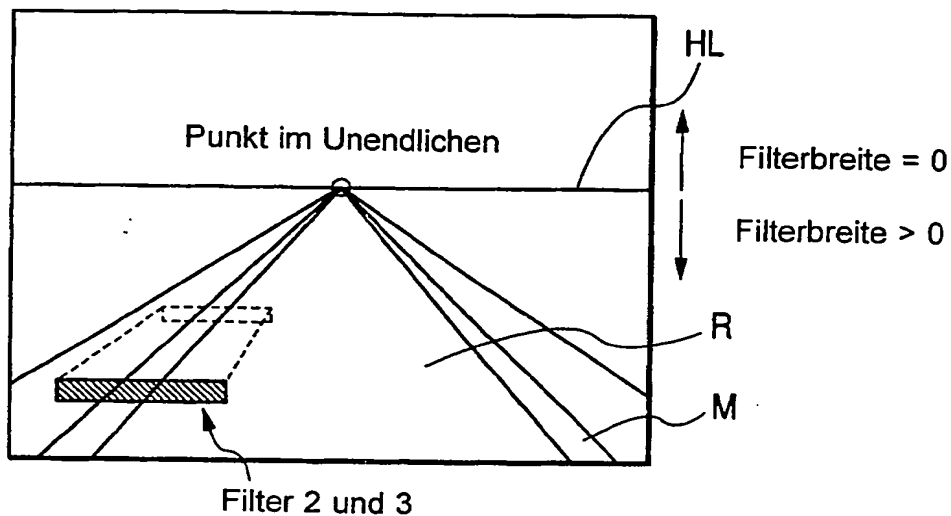 HL
Punkt im Unendlichen
Filterbreite = 0
Filterbreite > 0
R
M
Filter 2 und 3